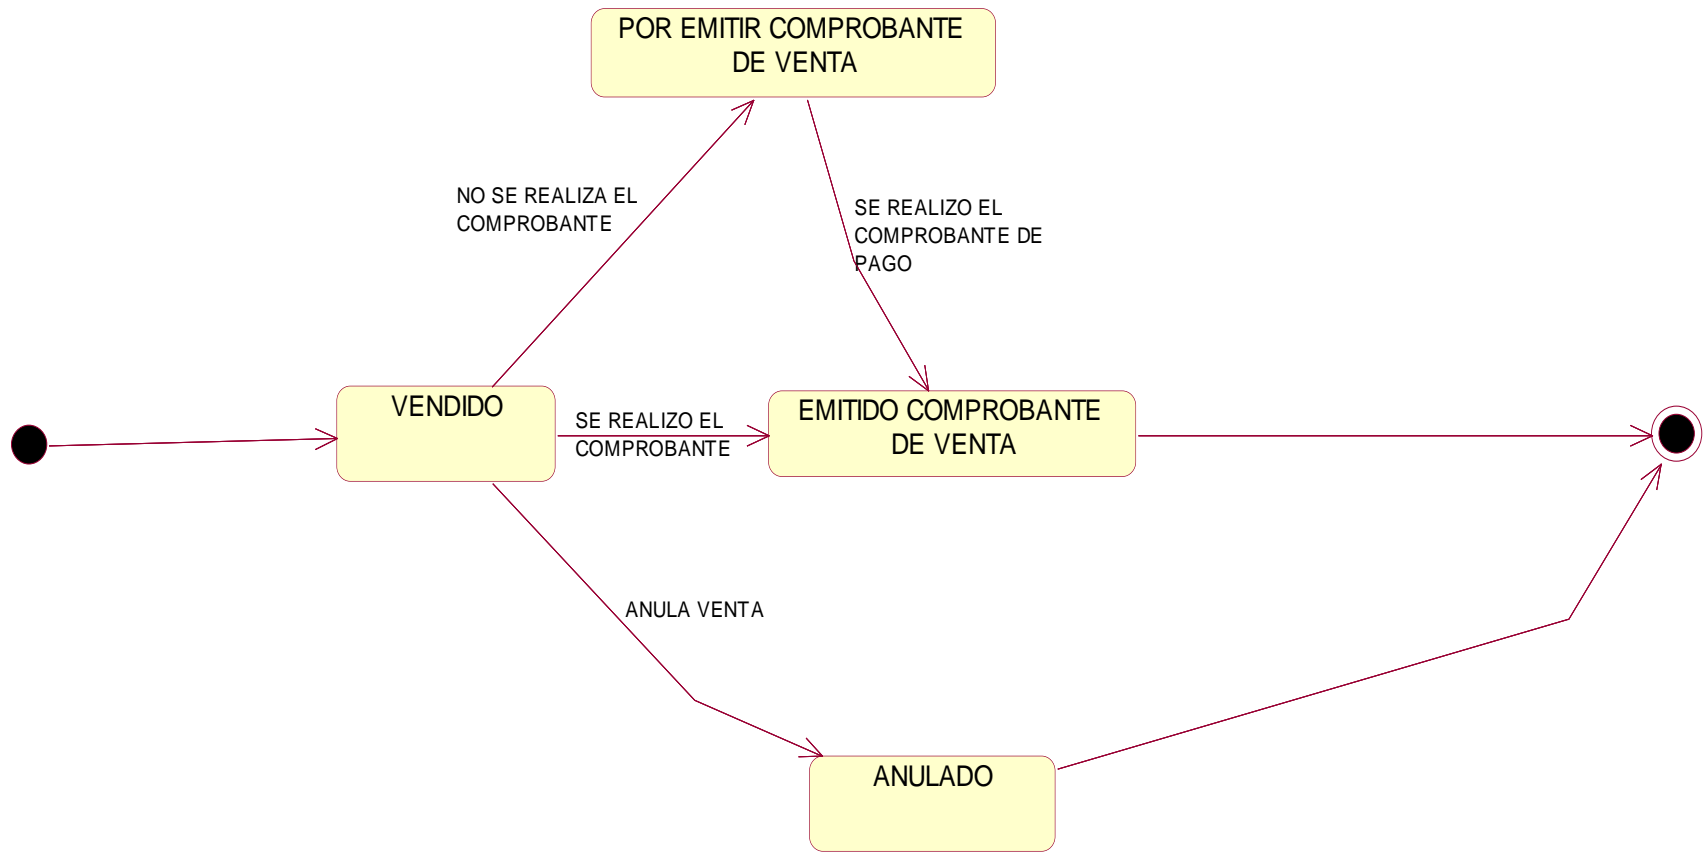 POR EMITIR COMPROBANTE
DE VENTA
NO SE REALIZA EL
COMPROBANTE
SE REALIZO EL
COMPROBANTE DE
PAGO
VENDIDO
SE REALIZO EL
COMPROBANTE
EMITIDO COMPROBANTE
DE VENTA
ANULA VENTA
ANULADO